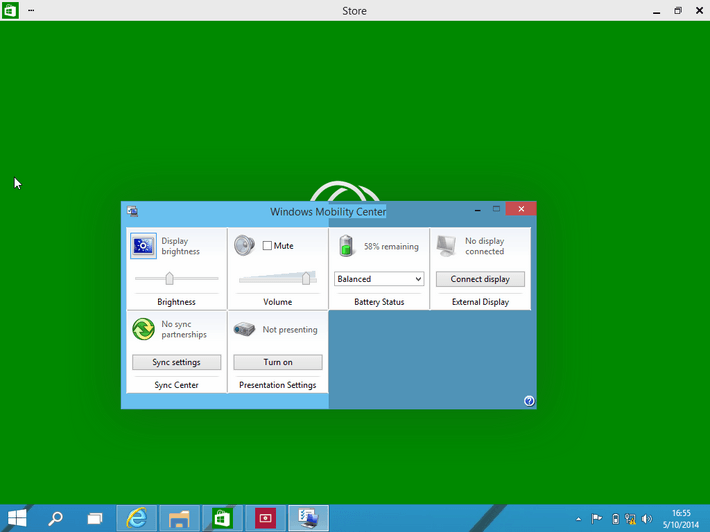 Store
Windows Mobility Center
Display
brightness
Brightness
Mute
Volume
58% remaining
Balanced
Battery Status
No display
connected
Connect display
External Display
No sync
partnerships
Sync settings
Sync Center
Not presenting
Turn on
Presentation Settings
16:55
5/10/2014